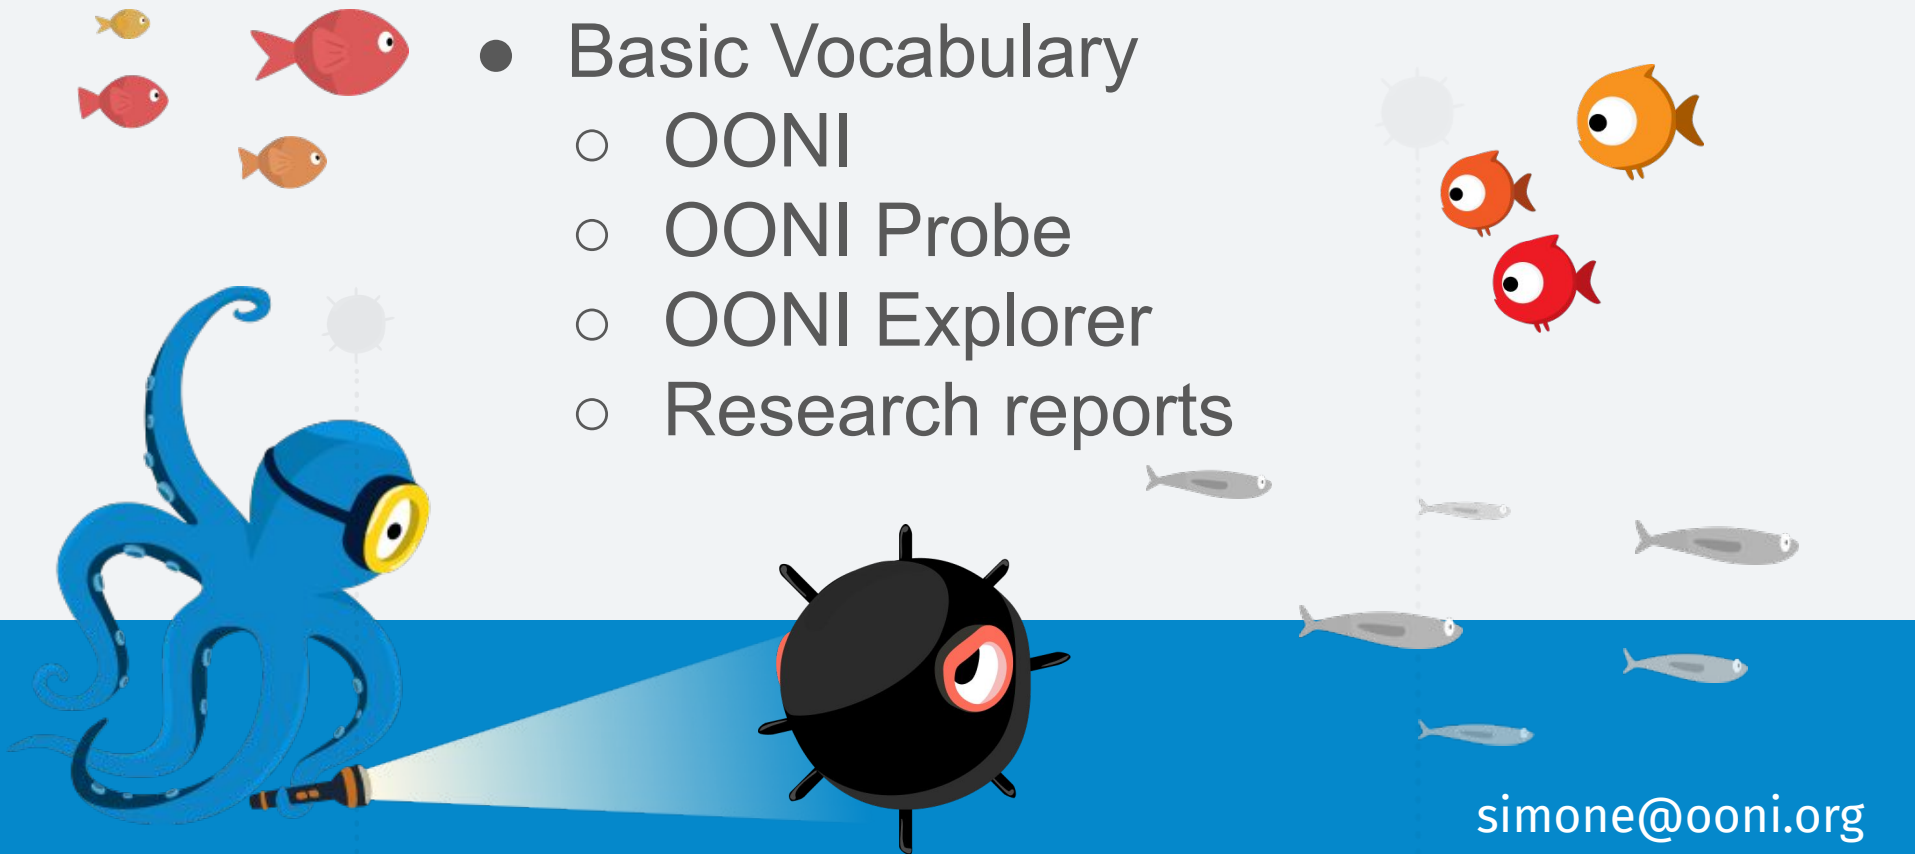 ● Basic Vocabulary
○ OONI
○ OONI Probe
○ OONI Explorer
○ Research reports
simone@ooni.org